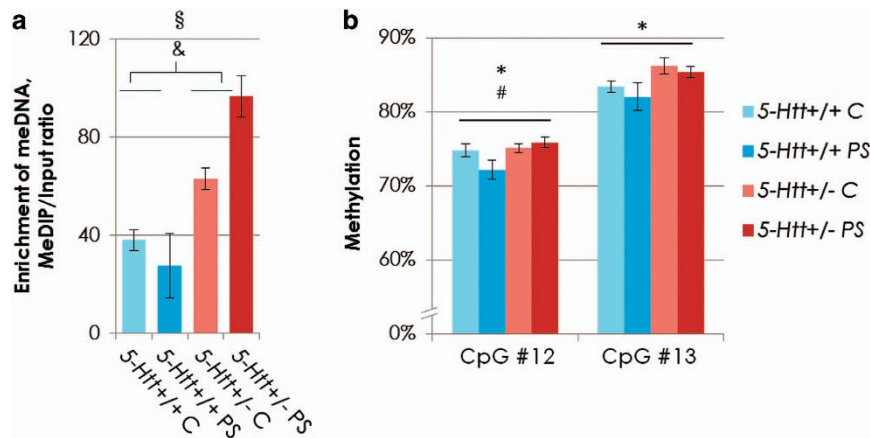 a
§
&
120
80
40
0
Enrichment of meDNA,
MeDIP/Input ratio
5-Htt+/+ C
5-Htt+/+ PS
5-Htt+/- C
5-Htt+/- PS
b
90%
80%
70%
60%
0%
Methylation
*
#
*
CpG #12
CpG #13
5-Htt+/+ C
5-Htt+/+ PS
5-Htt+/- C
5-Htt+/- PS